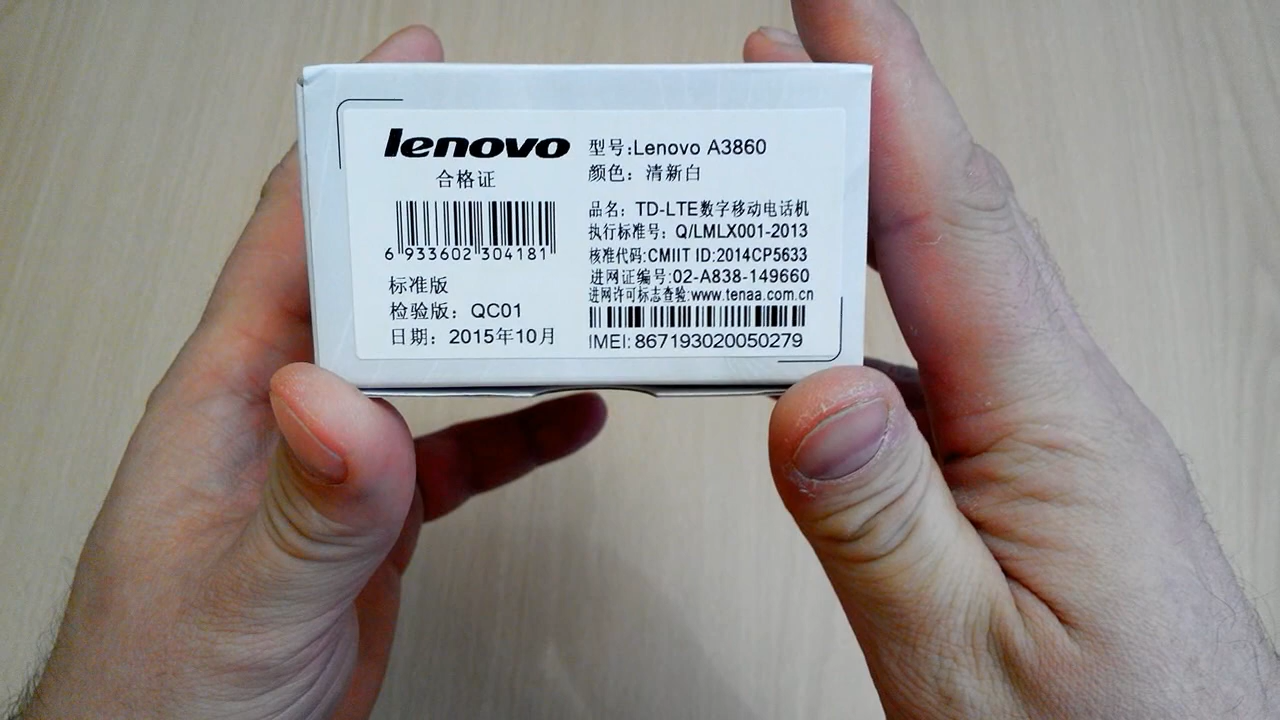 lenovo
合格证
6 933602 304181
标准版
检验版：QC01
日期：2015年10月
型号:Lenovo A3860
颜色：清新白
品名：TD-LTE数字移动电话机
执行标准号：Q/LMLX001-2013
核准代码:CMIIT ID:2014CP5633
进网证编号:02-A838-149660
进网许可标志查验:www.tenaa.com.cn
IMEI: 867193020050279